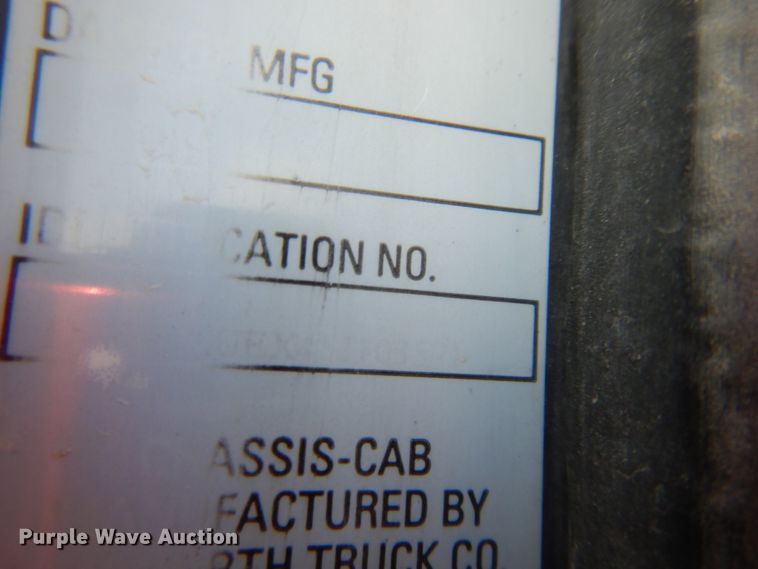 MFG
CATION NO.
ASSIS-CAB
FACTURED BY
RTH TRUCK CO.
Purple Wave Auction